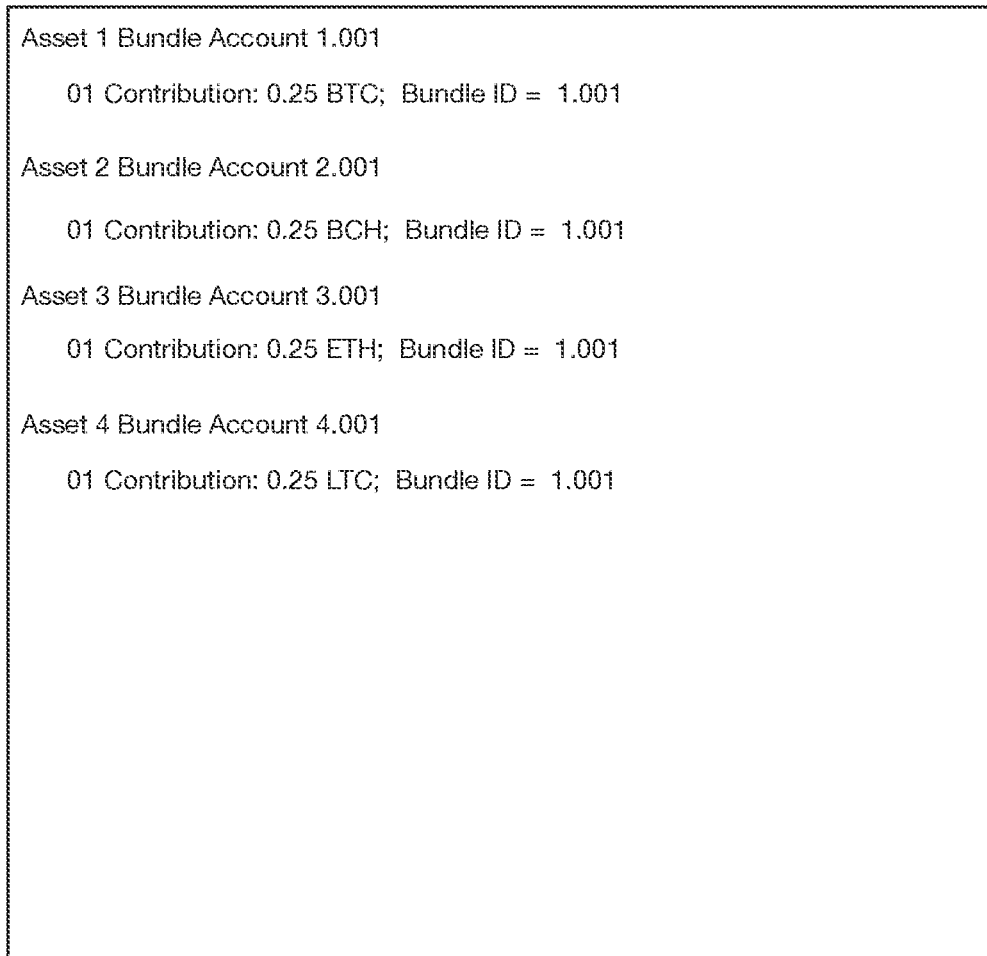 Asset 1 Bundle Account 1.001
01 Contribution: 0.25 BTC; Bundle ID = 1.001
Asset 2 Bundle Account 2.001
01 Contribution: 0.25 BCH; Bundle ID = 1.001
Asset 3 Bundle Account 3.001
01 Contribution: 0.25 ETH; Bundle ID = 1.001
Asset 4 Bundle Account 4.001
01 Contribution: 0.25 LTC; Bundle ID = 1.001